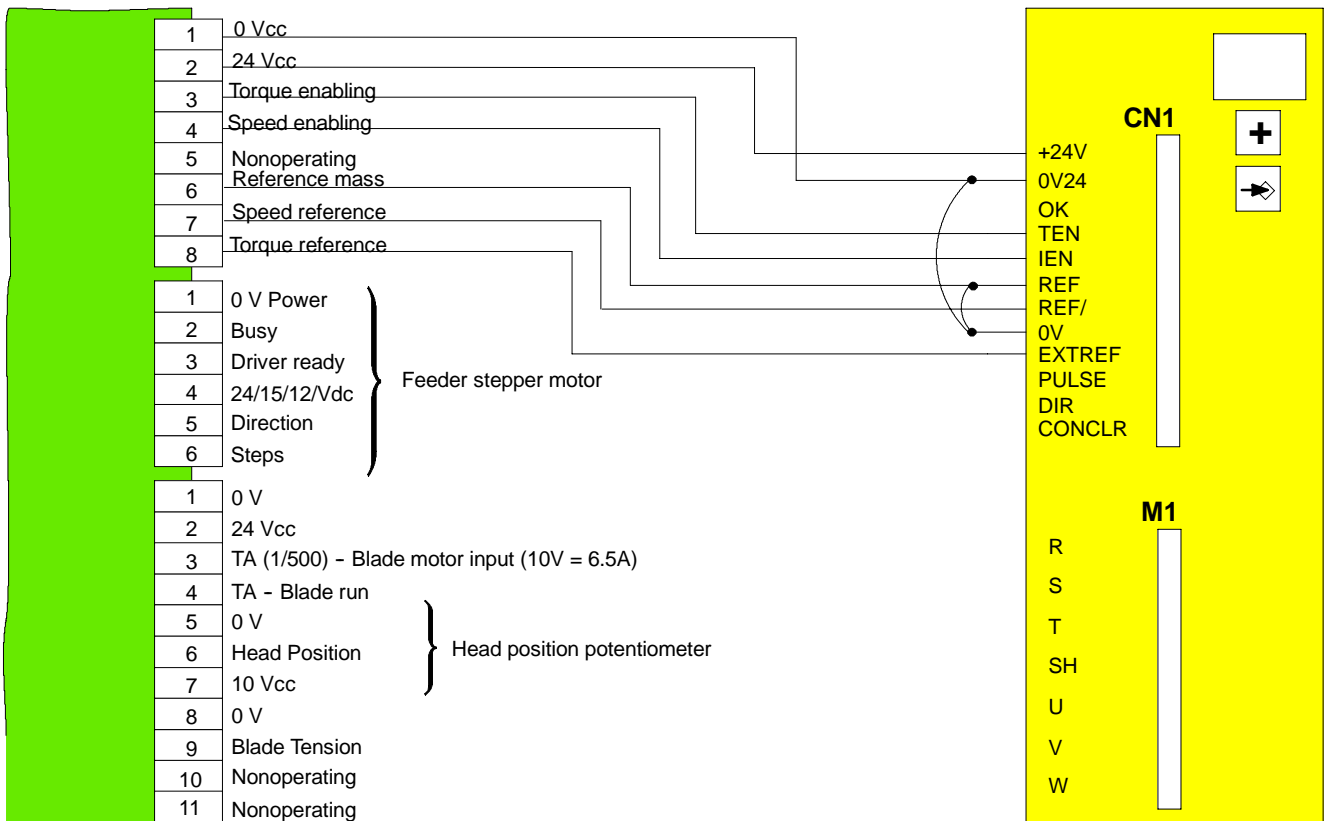 1 0 Vcc
2 24 Vcc
3 Torque enabling
4 Speed enabling
5 Nonoperating
6 Reference mass
7 Speed reference
8 Torque reference
1 0 V Power
2 Busy
3 Driver ready
4 24/15/12/Vdc
5 Direction
6 Steps
Feeder stepper motor
1 0 V
2 24 Vcc
3 TA (1/500) - Blade motor input (10V = 6.5A)
4 TA - Blade run
5 0 V
6 Head Position
7 10 Vcc
Head position potentiometer
8 0 V
9 Blade Tension
10 Nonoperating
11 Nonoperating
CN1
+
+24V
0V24
OK
TEN
IEN
REF
REF/
0V
EXTREF
PULSE
DIR
CONCLR
M1
R
S
T
SH
U
V
W